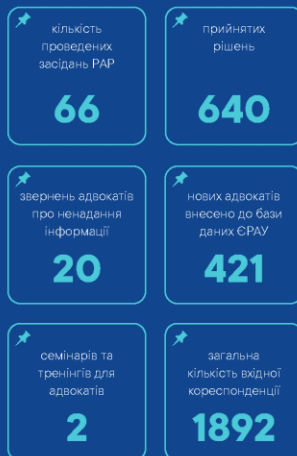 кількість
проведених
засідань РАР
66
прийнятих
рішень
640
звернень адвокатів
про ненадання
інформації
20
нових адвокатів
внесено до бази
даних ЄРАУ
421
семінарів та
тренінгів для
адвокатів
2
загальна
кількість вхідної
кореспонденції
1892